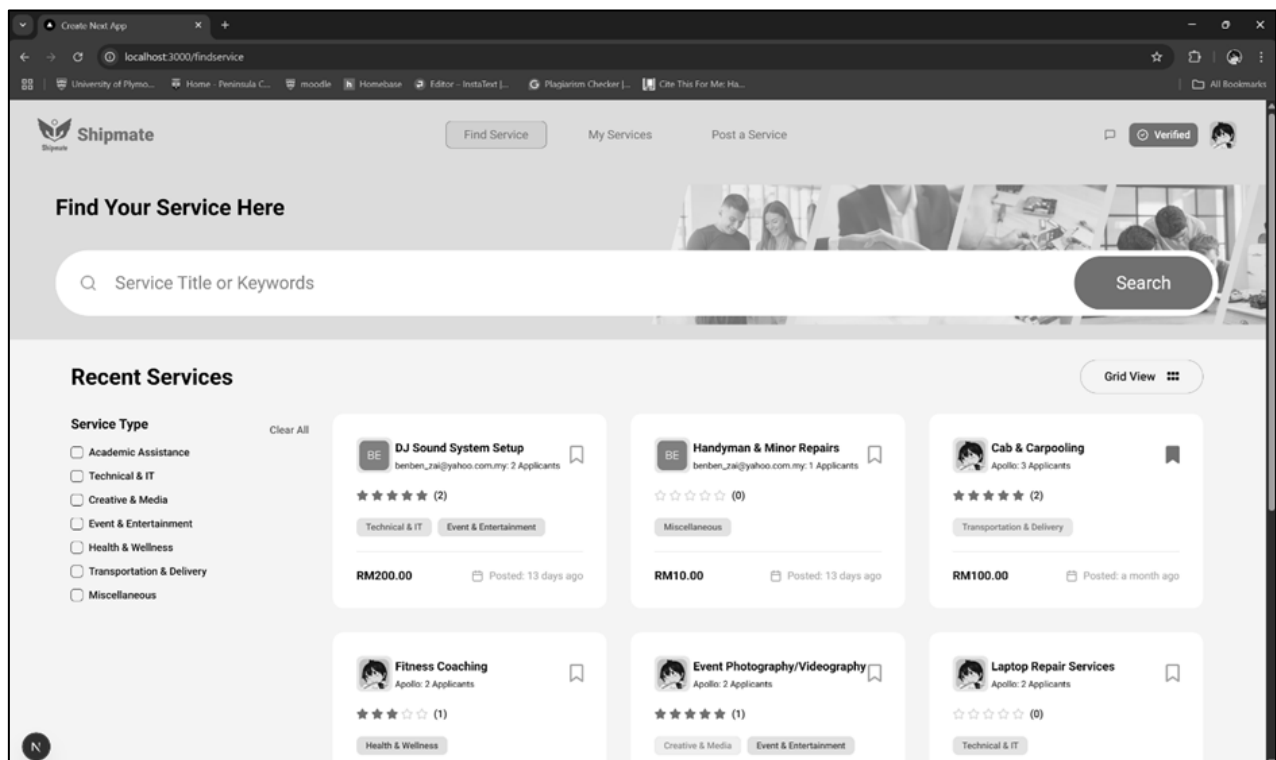 Create Next App
localhost:3000/findservice
University of Plymo... Home - Peninsula C... moodle Homebase Editor – InstaText |... Plagiarism Checker |... Cite This For Me: Ha... All Bookmarks
Shipmate
Shipmate
Find Service
My Services
Post a Service
Verified
Find Your Service Here
Service Title or Keywords
Search
Recent Services
Grid View
Service Type
Clear All
Academic Assistance
Technical & IT
Creative & Media
Event & Entertainment
Health & Wellness
Transportation & Delivery
Miscellaneous
BE
DJ Sound System Setup
benben_zai@yahoo.com.my: 2 Applicants
(2)
Technical & IT Event & Entertainment
RM200.00 Posted: 13 days ago
BE
Handyman & Minor Repairs
benben_zai@yahoo.com.my: 1 Applicants
(0)
Miscellaneous
RM10.00 Posted: 13 days ago
Cab & Carpooling
Apollo: 3 Applicants
(2)
Transportation & Delivery
RM100.00 Posted: a month ago
Fitness Coaching
Apollo: 2 Applicants
(1)
Health & Wellness
Event Photography/Videography
Apollo: 2 Applicants
(1)
Creative & Media Event & Entertainment
Laptop Repair Services
Apollo: 2 Applicants
(0)
Technical & IT
N